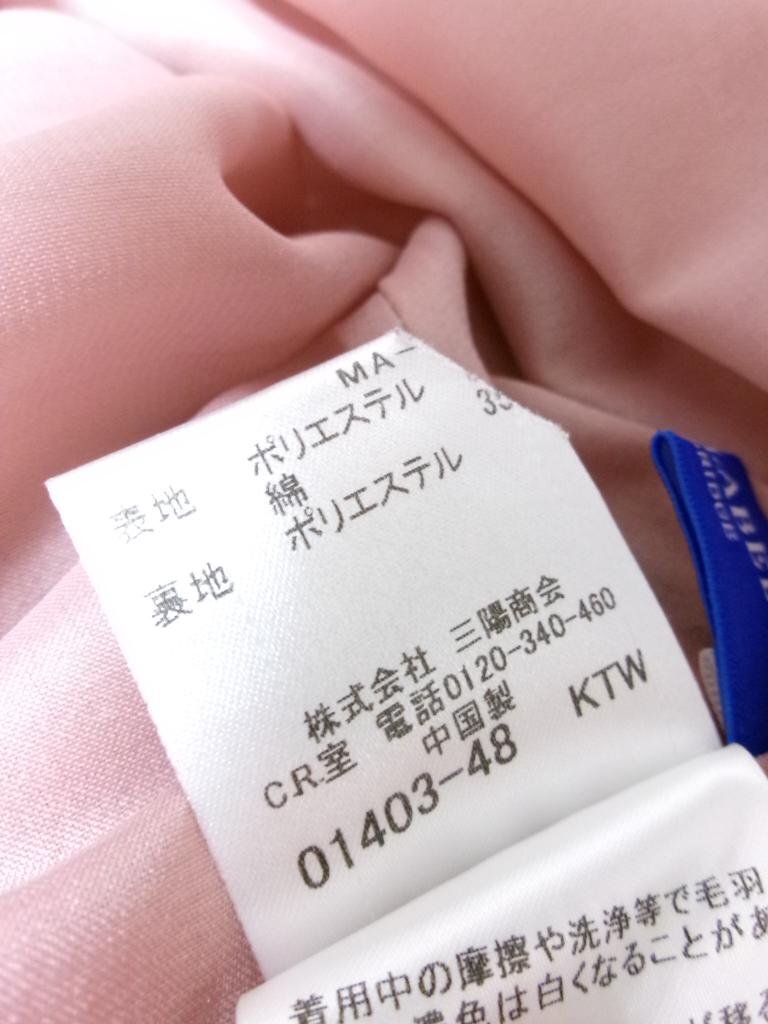 MA-
表地 ポリエステル
綿
裏地 ポリエステル
株式会社 三陽商会
C.R.室 電話0120-340-460
中国製 KTW
01403-48
着用中の摩擦や洗浄等で毛羽
濃色は白くなることが
移る